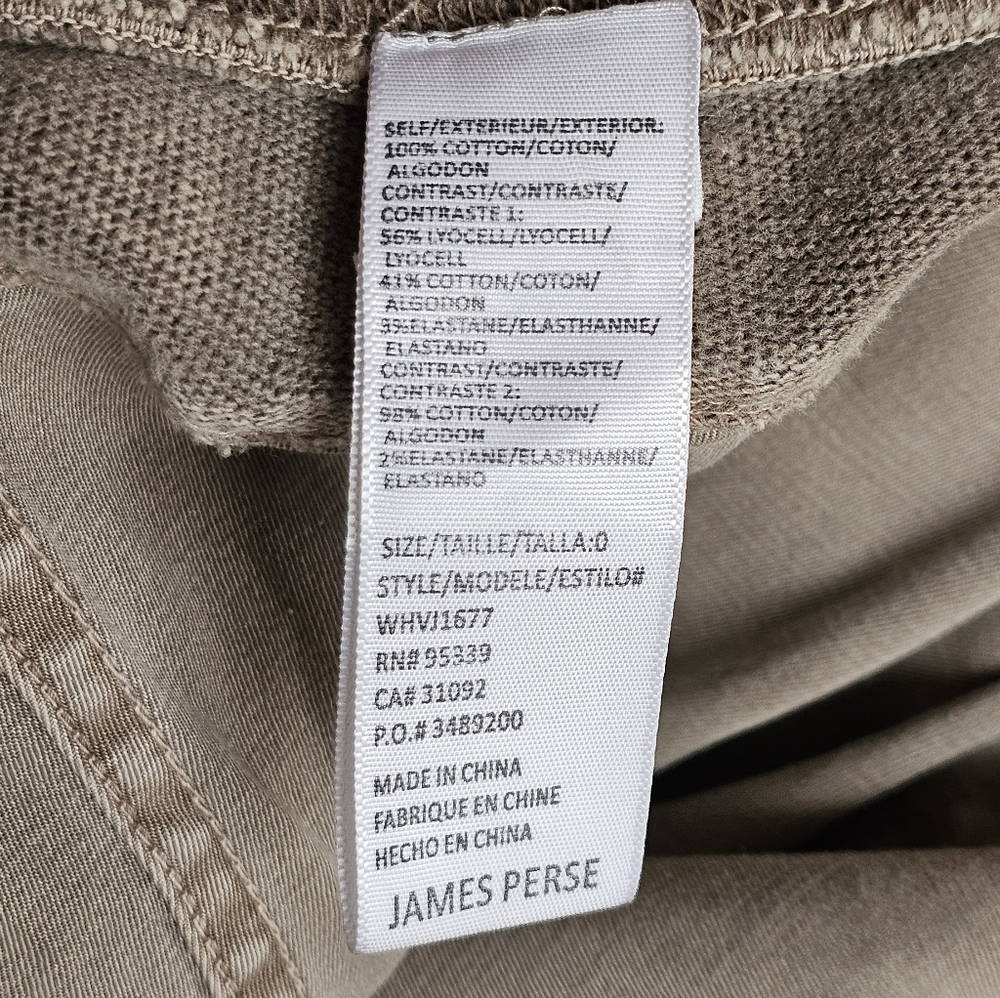 SELF/EXTERIEUR/EXTERIOR:
100% COTTON/COTON/
ALGODON
CONTRAST/CONTRASTE/
CONTRASTE 1:
56% LYOCELL/LYOCELL/
LYOCELL
41% COTTON/COTON/
ALGODON
3%ELASTANE/ELASTHANNE/
ELASTANO
CONTRAST/CONTRASTE/
CONTRASTE 2:
98% COTTON/COTON/
ALGODON
2%ELASTANE/ELASTHANNE/
ELASTANO
SIZE/TAILLE/TALLA:0
STYLE/MODELE/ESTILO#
WHVJ1677
RN# 95339
CA# 31092
P.O.# 3489200
MADE IN CHINA
FABRIQUE EN CHINE
HECHO EN CHINA
JAMES PERSE